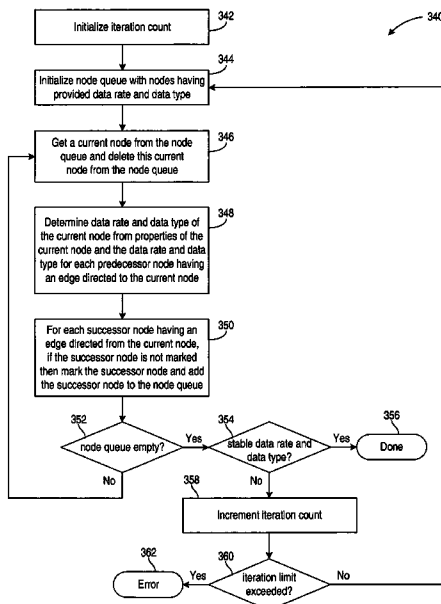 342
Initialize iteration count
340
344
Initialize node queue with nodes having
provided data rate and data type
346
Get a current node from the node
queue and delete this current
node from the node queue
348
Determine data rate and data type of
the current node from properties of
the current node and the data rate and data
type for each predecessor node having
an edge directed to the current node
350
For each successor node having an
edge directed from the current node,
if the successor node is not marked
then mark the successor node and add
the successor node to the node queue
352
node queue empty?
Yes
No
354
stable data rate and
data type?
Yes
No
356
Done
358
Increment iteration count
360
iteration limit
exceeded?
Yes
No
362
Error